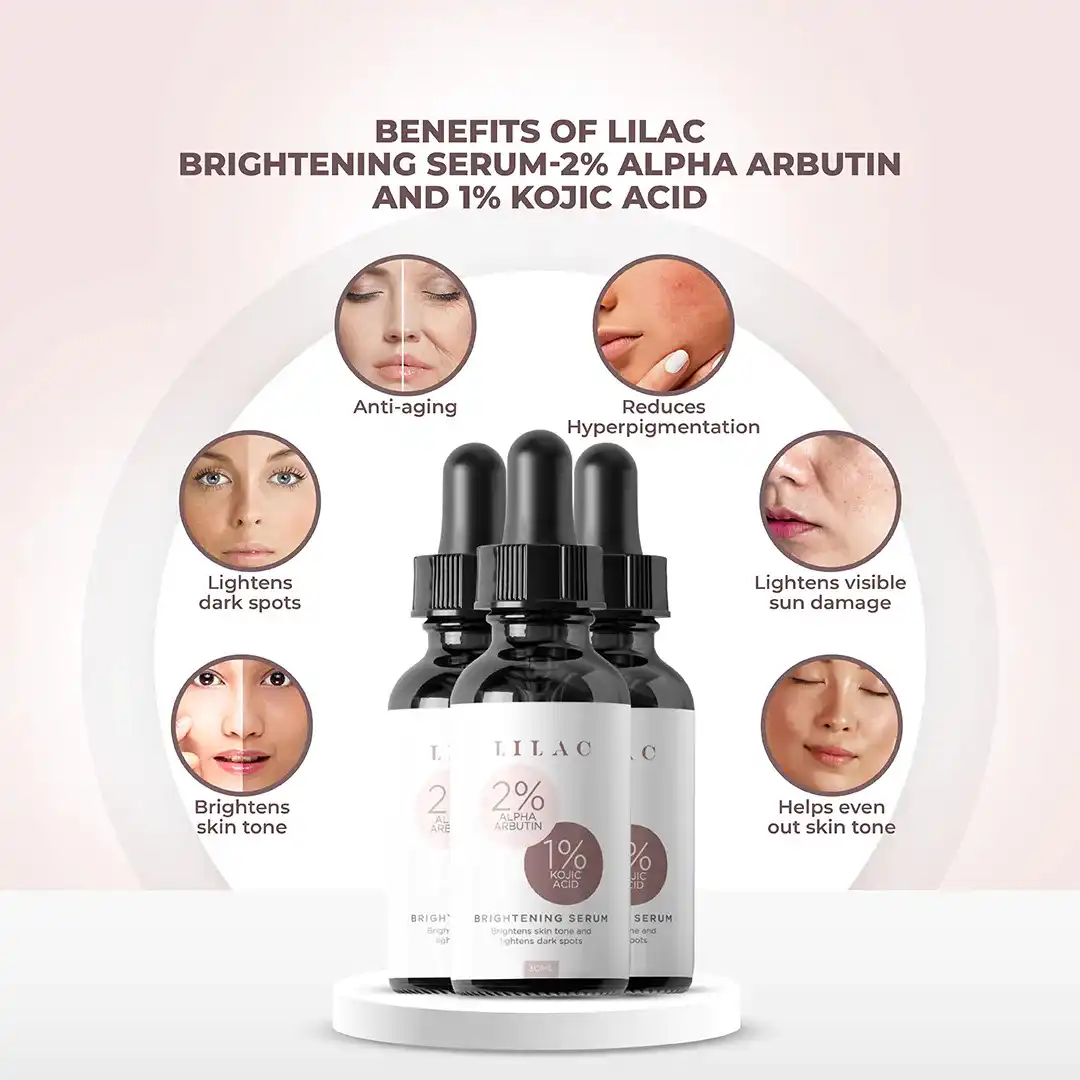 BENEFITS OF LILAC
BRIGHTENING SERUM-2% ALPHA ARBUTIN
AND 1% KOJIC ACID
Anti-aging
Reduces
Hyperpigmentation
Lightens
dark spots
Lightens visible
sun damage
Brightens
skin tone
Helps even
out skin tone
LILAC
2%
ALPHA
ARBUTIN
1%
KOJIC
ACID
BRIGHTENING SERUM
Brightens skin tone and
lightens dark spots